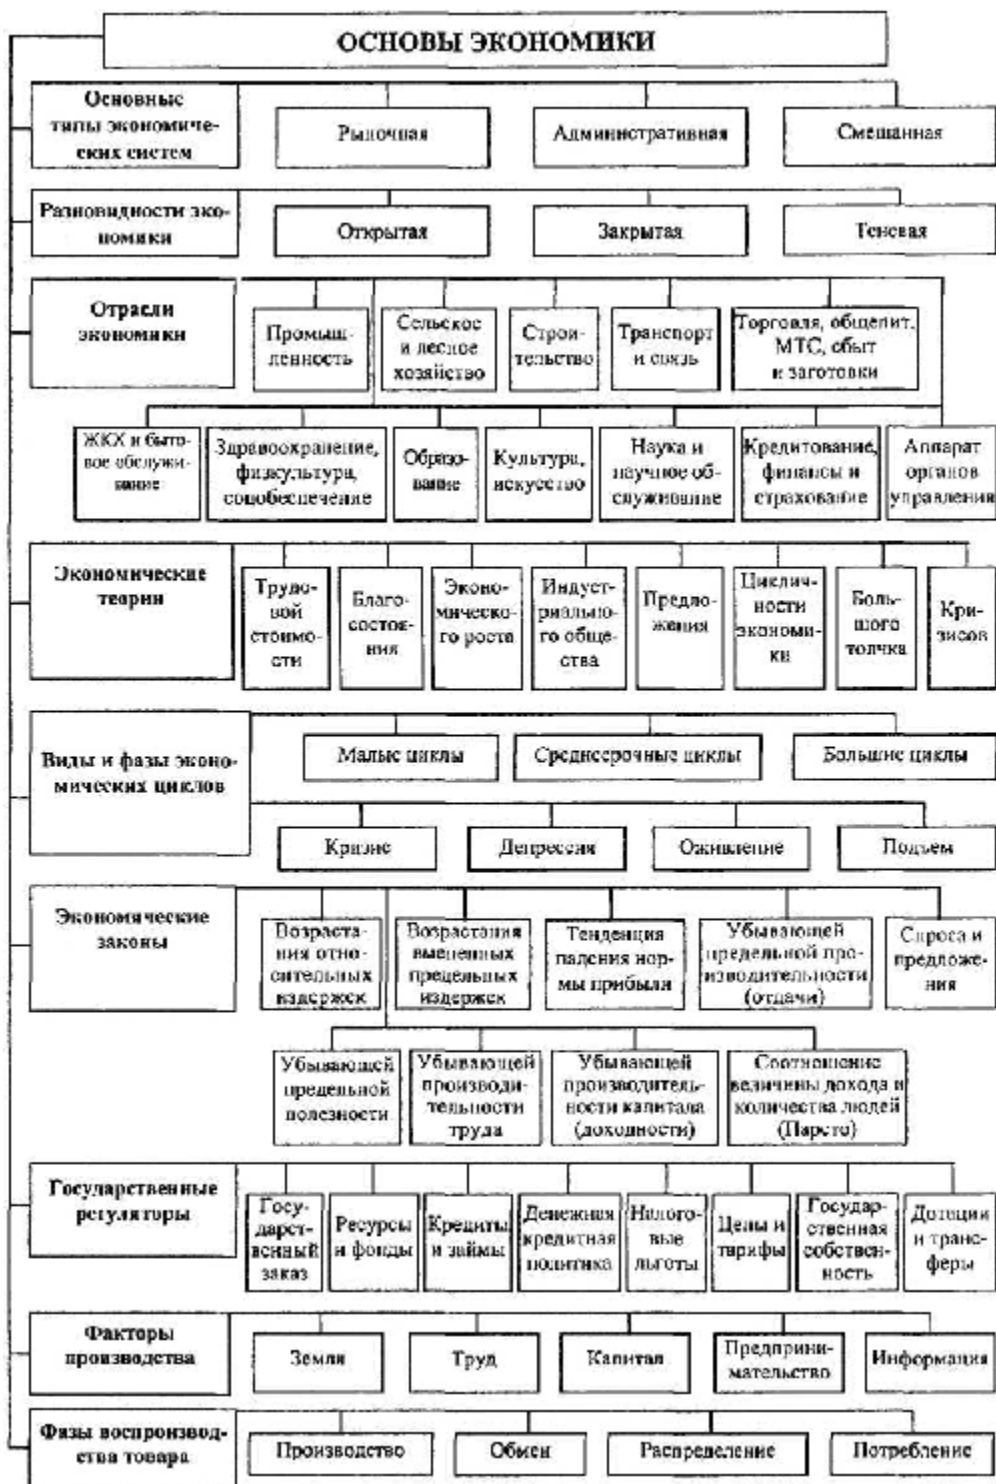 ОСНОВЫ ЭКОНОМИКИ
Основные
типы экономиче-
ских систем
Рыночная
Административная
Смешанная
Разновидности эко-
номики
Открытая
Закрытая
Теневая
Отрасли
экономики
Промыш-
ленность
Сельское
и лесное
хозяйство
Строи-
тельство
Транспорт
и связь
Торговля, общепит,
МТС, сбыт
и заготовки
ЖКХ и быто-
вое обслужи-
вание
Здравоохранение,
физкультура,
соцобеспечение
Образо-
вание
Культура,
искусство
Наука и
научное об-
служивание
Кредитование,
финансы и
страхование
Аппарат
органов
управления
Экономические
теории
Трудо-
вой
стоимо-
сти
Благо-
состоя-
ния
Эконо-
мическо-
го роста
Индуст-
риально-
го обще-
ства
Предло-
жения
Циклич-
ности
экономи-
ки
Боль-
шого
толчка
Кри-
зисов
Виды и фазы эконо-
мических циклов
Малые циклы
Среднесрочные циклы
Большие циклы
Кризис
Депрессия
Оживление
Подъем
Экономические
законы
Возраста-
ния отно-
сительных
издержек
Возрастания
вмененных
предельных
издержек
Тенденция
падения нор-
мы прибыли
Убывающей
предельной про-
изводительности
(отдачи)
Спроса и
предложе-
ния
Убывающей
предельной
полезности
Убывающей
производи-
тельности
труда
Убывающей
производитель-
ности капитала
(доходности)
Соотношение
величены дохода и
количества людей
(Парето)
Государственные
регуляторы
Госу-
дарст-
венный
заказ
Ресурсы
и фонды
Кредиты
и займы
Денежная
кредитная
политика
Налого-
вые
льготы
Цены и
тарифы
Государ-
ственная
собствен-
ность
Дотации
и транс-
феры
Факторы
производства
Земля
Труд
Капитал
Предприни-
мательство
Информация
Фазы воспроизвод-
ства товара
Производство
Обмен
Распределение
Потребление